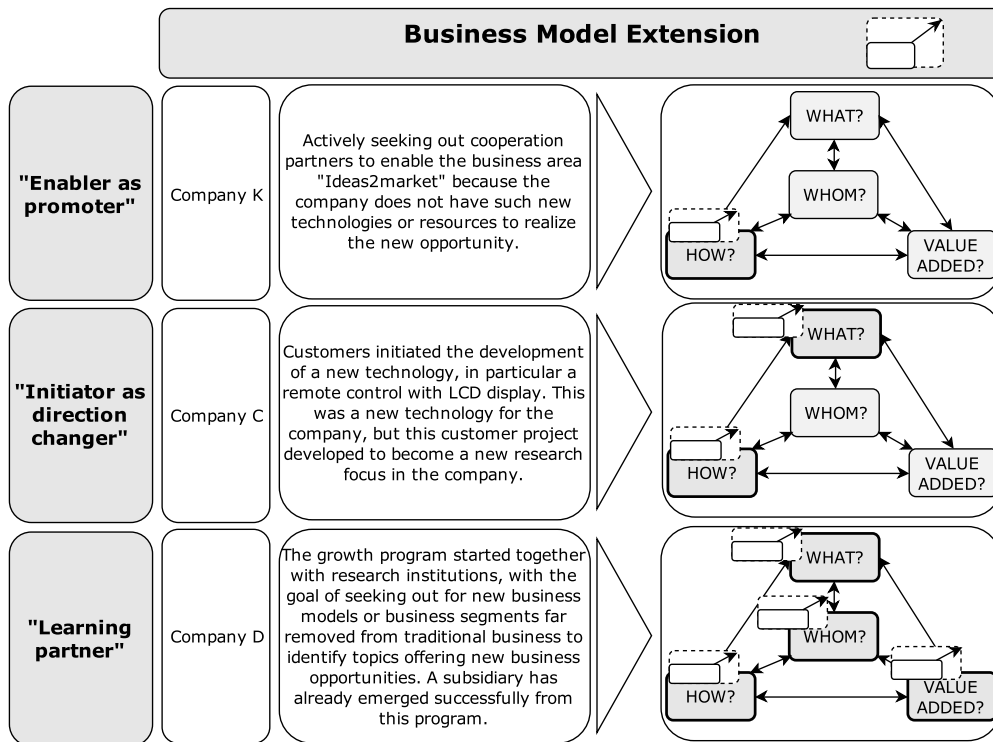 Business Model Extension
"Enabler as
promoter"
Company K
Actively seeking out cooperation
partners to enable the business area
"Ideas2market" because the
company does not have such new
technologies or resources to realize
the new opportunity.
WHAT?
WHOM?
HOW?
VALUE
ADDED?
"Initiator as
direction
changer"
Company C
Customers initiated the development
of a new technology, in particular a
remote control with LCD display. This
was a new technology for the
company, but this customer project
developed to become a new research
focus in the company.
WHAT?
WHOM?
HOW?
VALUE
ADDED?
"Learning
partner"
Company D
The growth program started together
with research institutions, with the
goal of seeking out for new business
models or business segments far
removed from traditional business to
identify topics offering new business
opportunities. A subsidiary has
already emerged successfully from
this program.
WHAT?
WHOM?
HOW?
VALUE
ADDED?